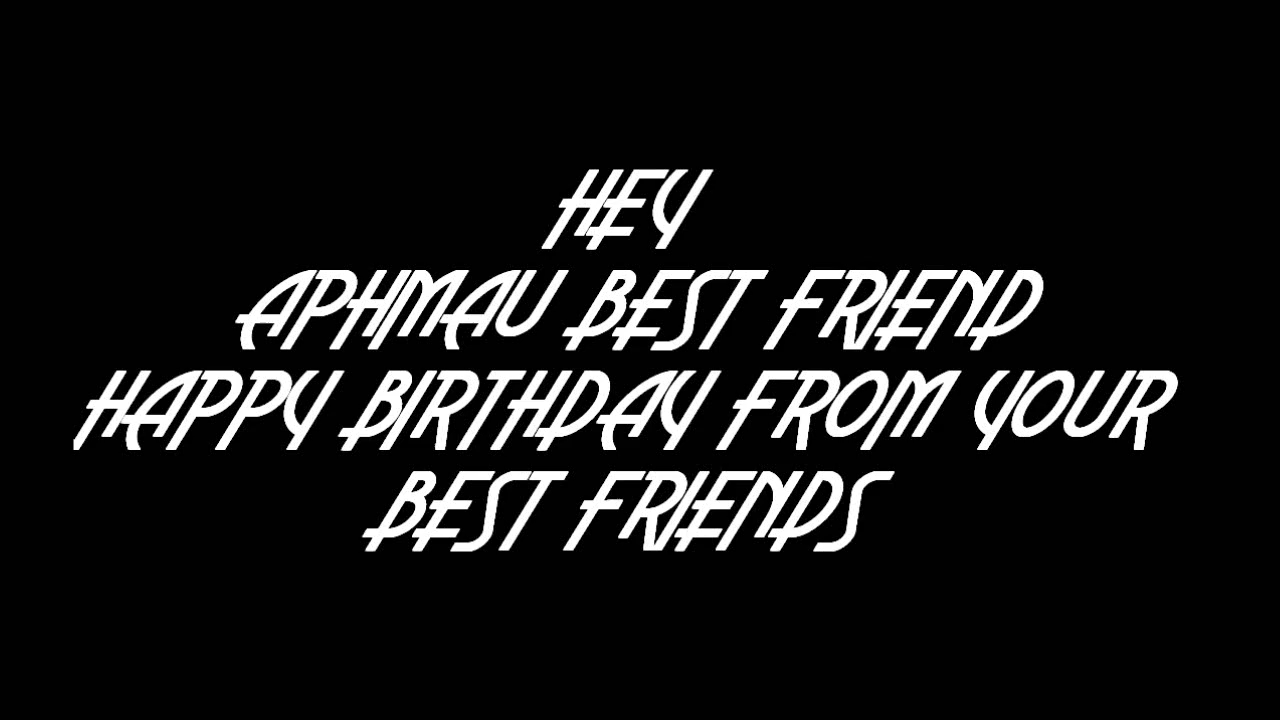 HEY
APHMAU BEST FRIEND
HAPPY BIRTHDAY FROM YOUR
BEST FRIENDS